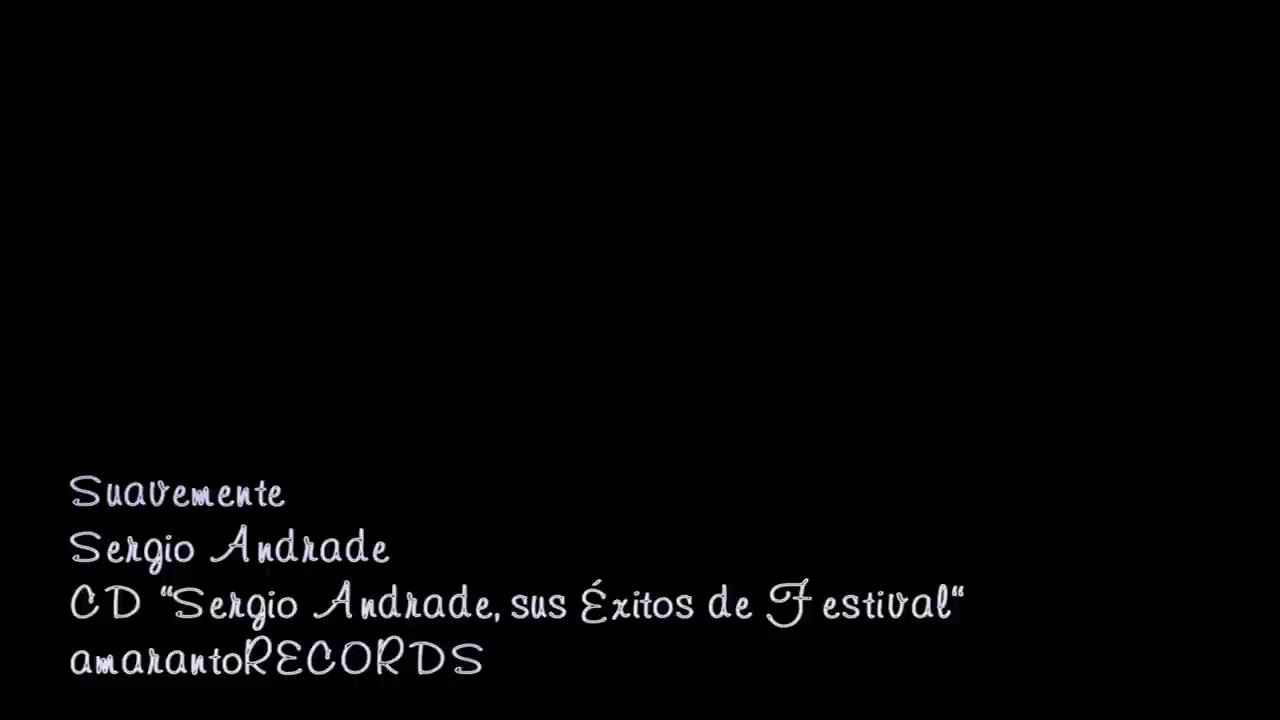 Suavemente
Sergio Andrade
CD “Sergio Andrade, sus Éxitos de Festival“
amarantoRECORDS